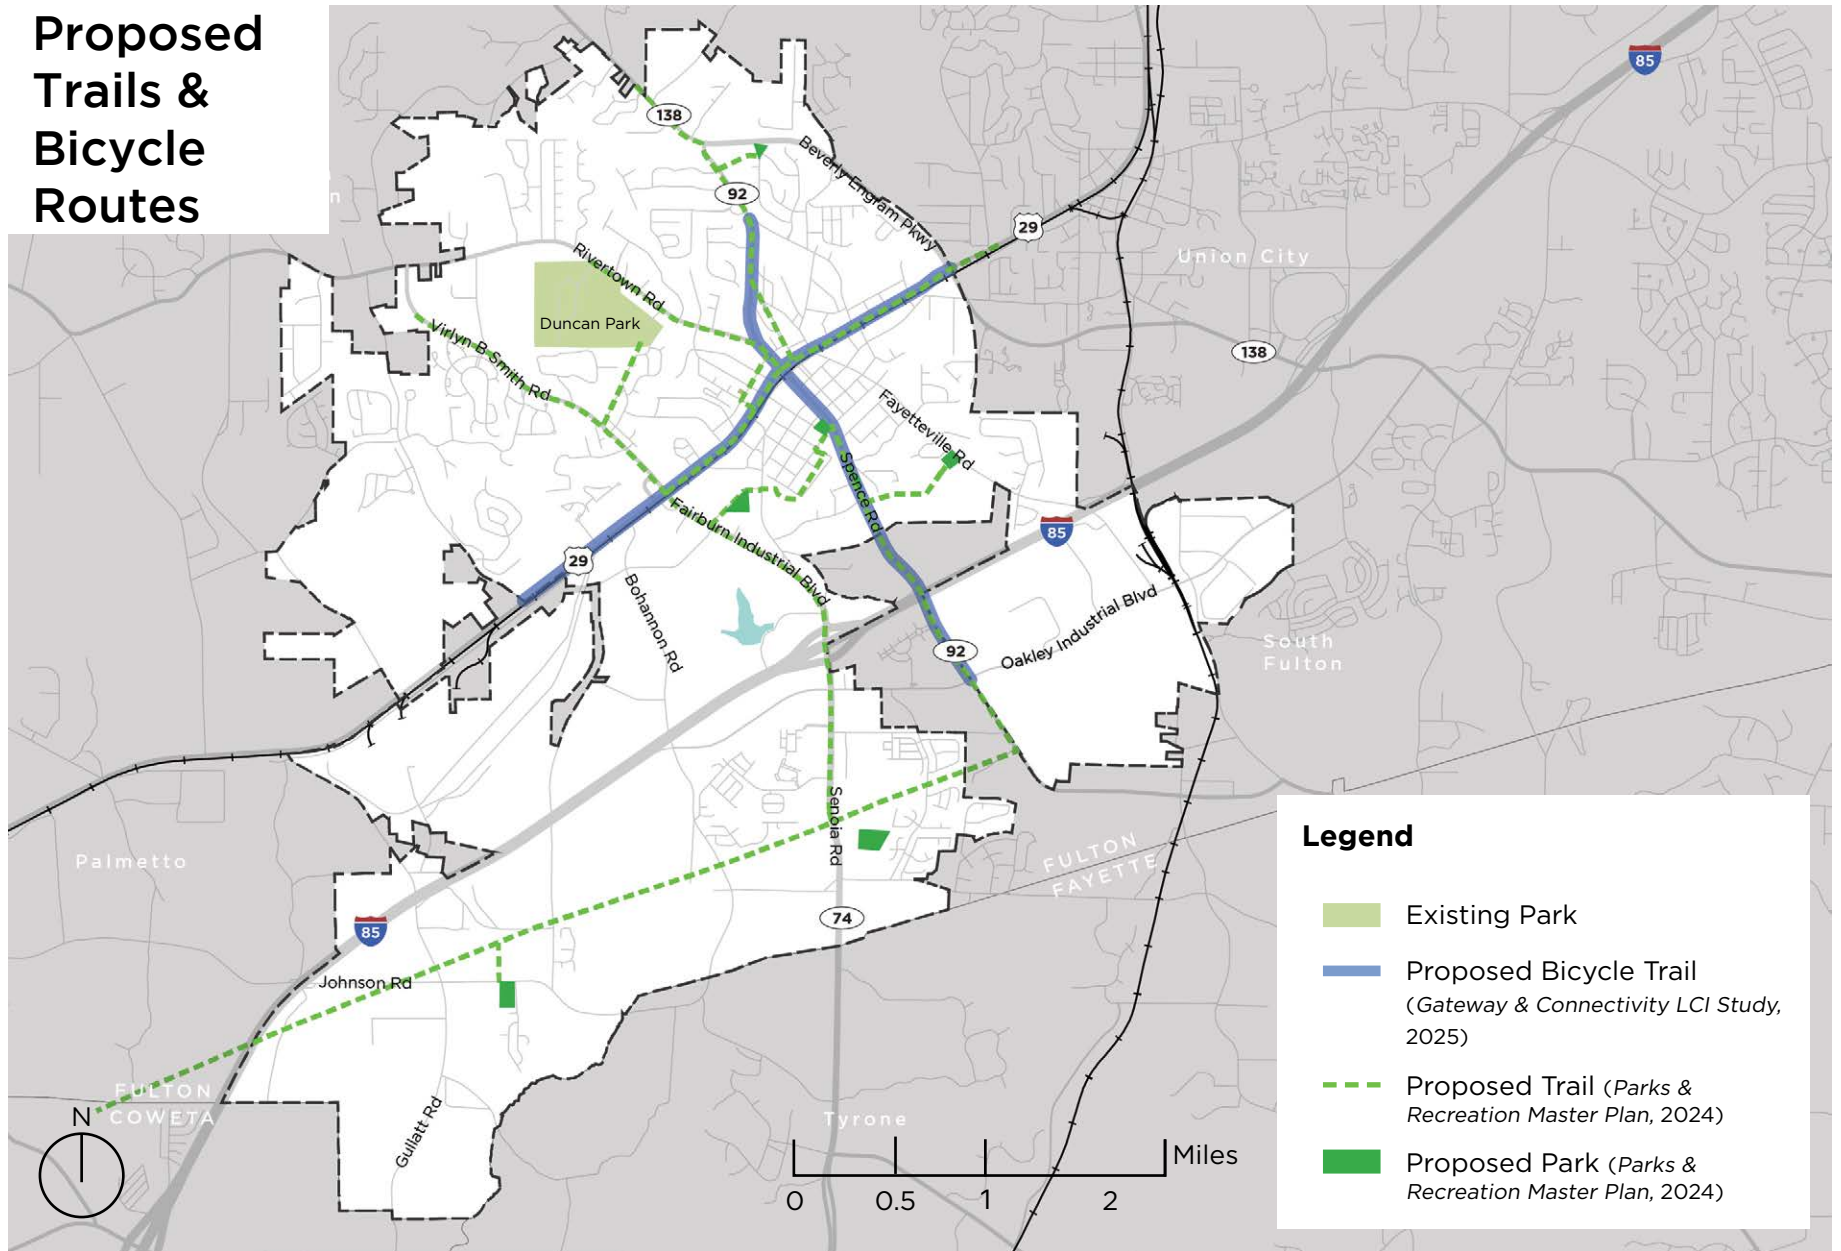 Proposed
Trails &
Bicycle
Routes
n
85
138
Beverly Engram Pkwy
92
29
Union City
Rivertown Rd
Duncan Park
Virlyn B Smith Rd
138
Fayetteville Rd
Spence Rd
Fairburn Industrial Blvd
85
29
Bohannon Rd
Oakley Industrial Blvd
92
South
Fulton
Senoia Rd
Palmetto
FULTON
FAYETTE
74
85
Johnson Rd
FULTON
COWETA
N
Gullatt Rd
Tyrone
Miles
0 0.5 1 2
Legend
Existing Park
Proposed Bicycle Trail
(Gateway & Connectivity LCI Study,
2025)
Proposed Trail (Parks &
Recreation Master Plan, 2024)
Proposed Park (Parks &
Recreation Master Plan, 2024)